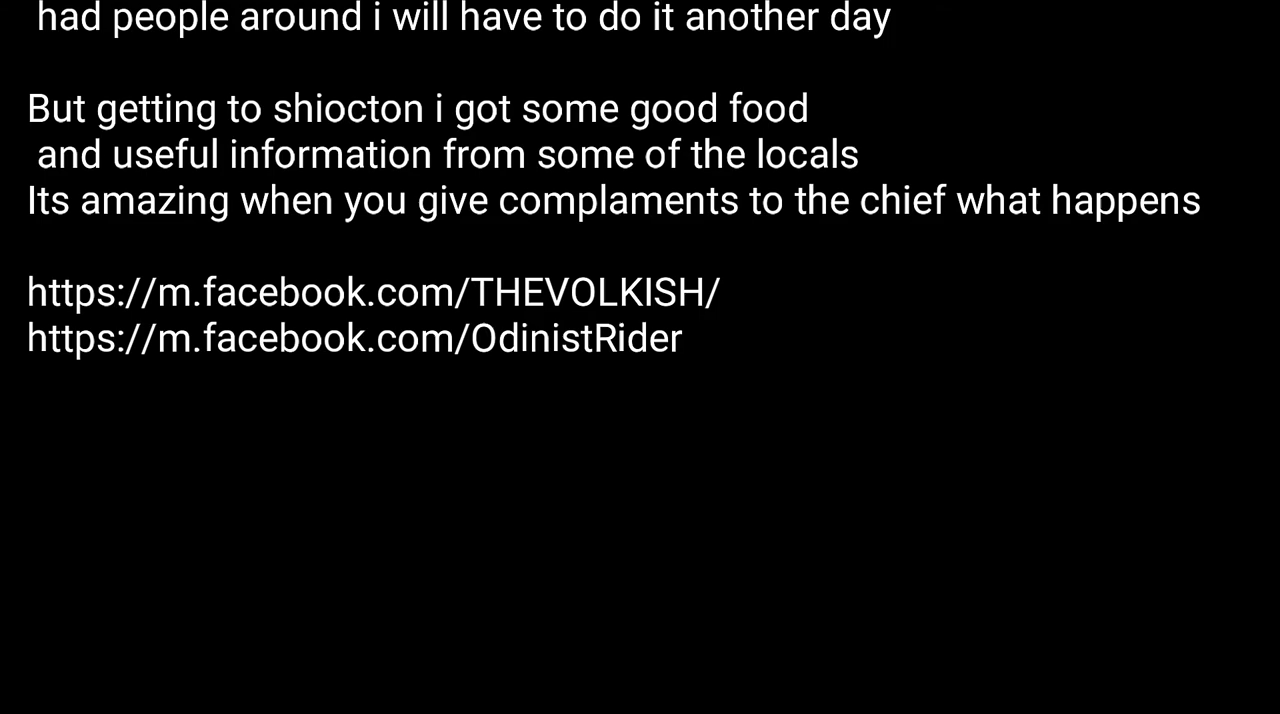 had people around i will have to do it another day
But getting to shiocton i got some good food
and useful information from some of the locals
Its amazing when you give complaments to the chief what happens
https://m.facebook.com/THEVOLKISH/
https://m.facebook.com/OdinistRider